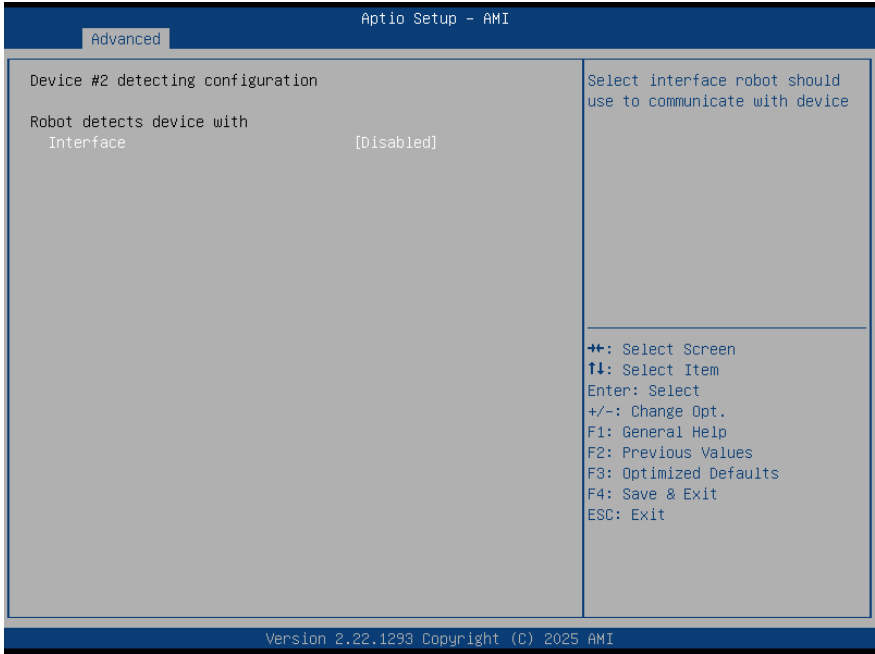 Aptio Setup – AMI
Advanced
Device #2 detecting configuration
Robot detects device with
Interface [Disabled]
Select interface robot should
use to communicate with device
→←: Select Screen
↑↓: Select Item
Enter: Select
+/-: Change Opt.
F1: General Help
F2: Previous Values
F3: Optimized Defaults
F4: Save & Exit
ESC: Exit
Version 2.22.1293 Copyright (C) 2025 AMI